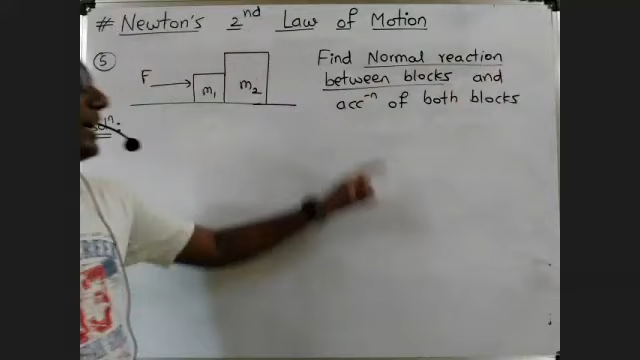 # Newton's 2nd Law of Motion
5
F
m1
m2
Find Normal reaction
between blocks and
acc-n of both blocks